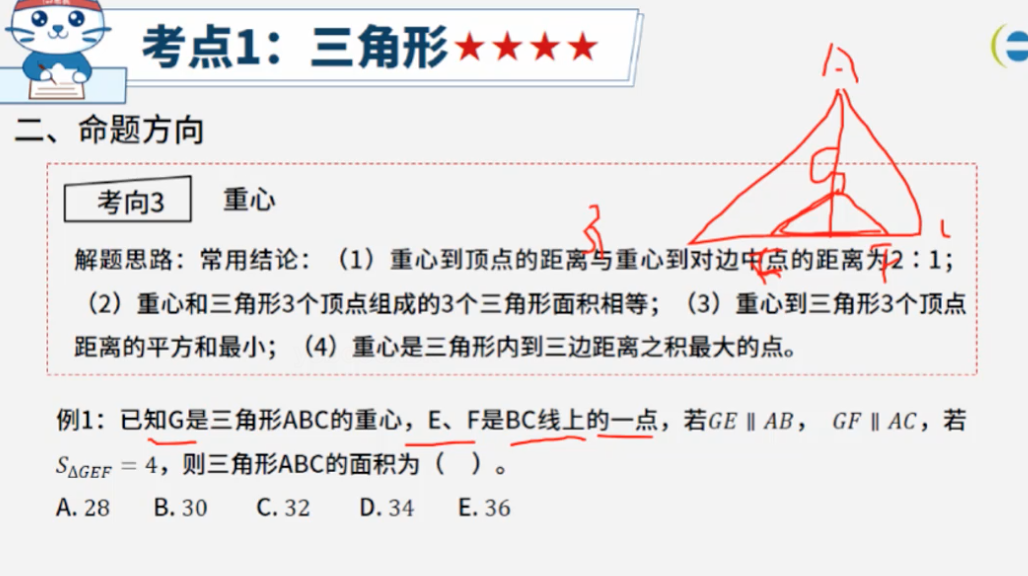 考点1：三角形★★★★
二、命题方向
考向3 重心
解题思路：常用结论：（1）重心到顶点的距离与重心到对边中点的距离为2∶1；
（2）重心和三角形3个顶点组成的3个三角形面积相等；（3）重心到三角形3个顶点
距离的平方和最小；（4）重心是三角形内到三边距离之积最大的点。
例1：已知G是三角形ABC的重心，E、F是BC线上的一点，若GE∥AB， GF∥AC，若
S△GEF = 4，则三角形ABC的面积为（ ）。
A. 28 B. 30 C. 32 D. 34 E. 36
A
G
B
E
F